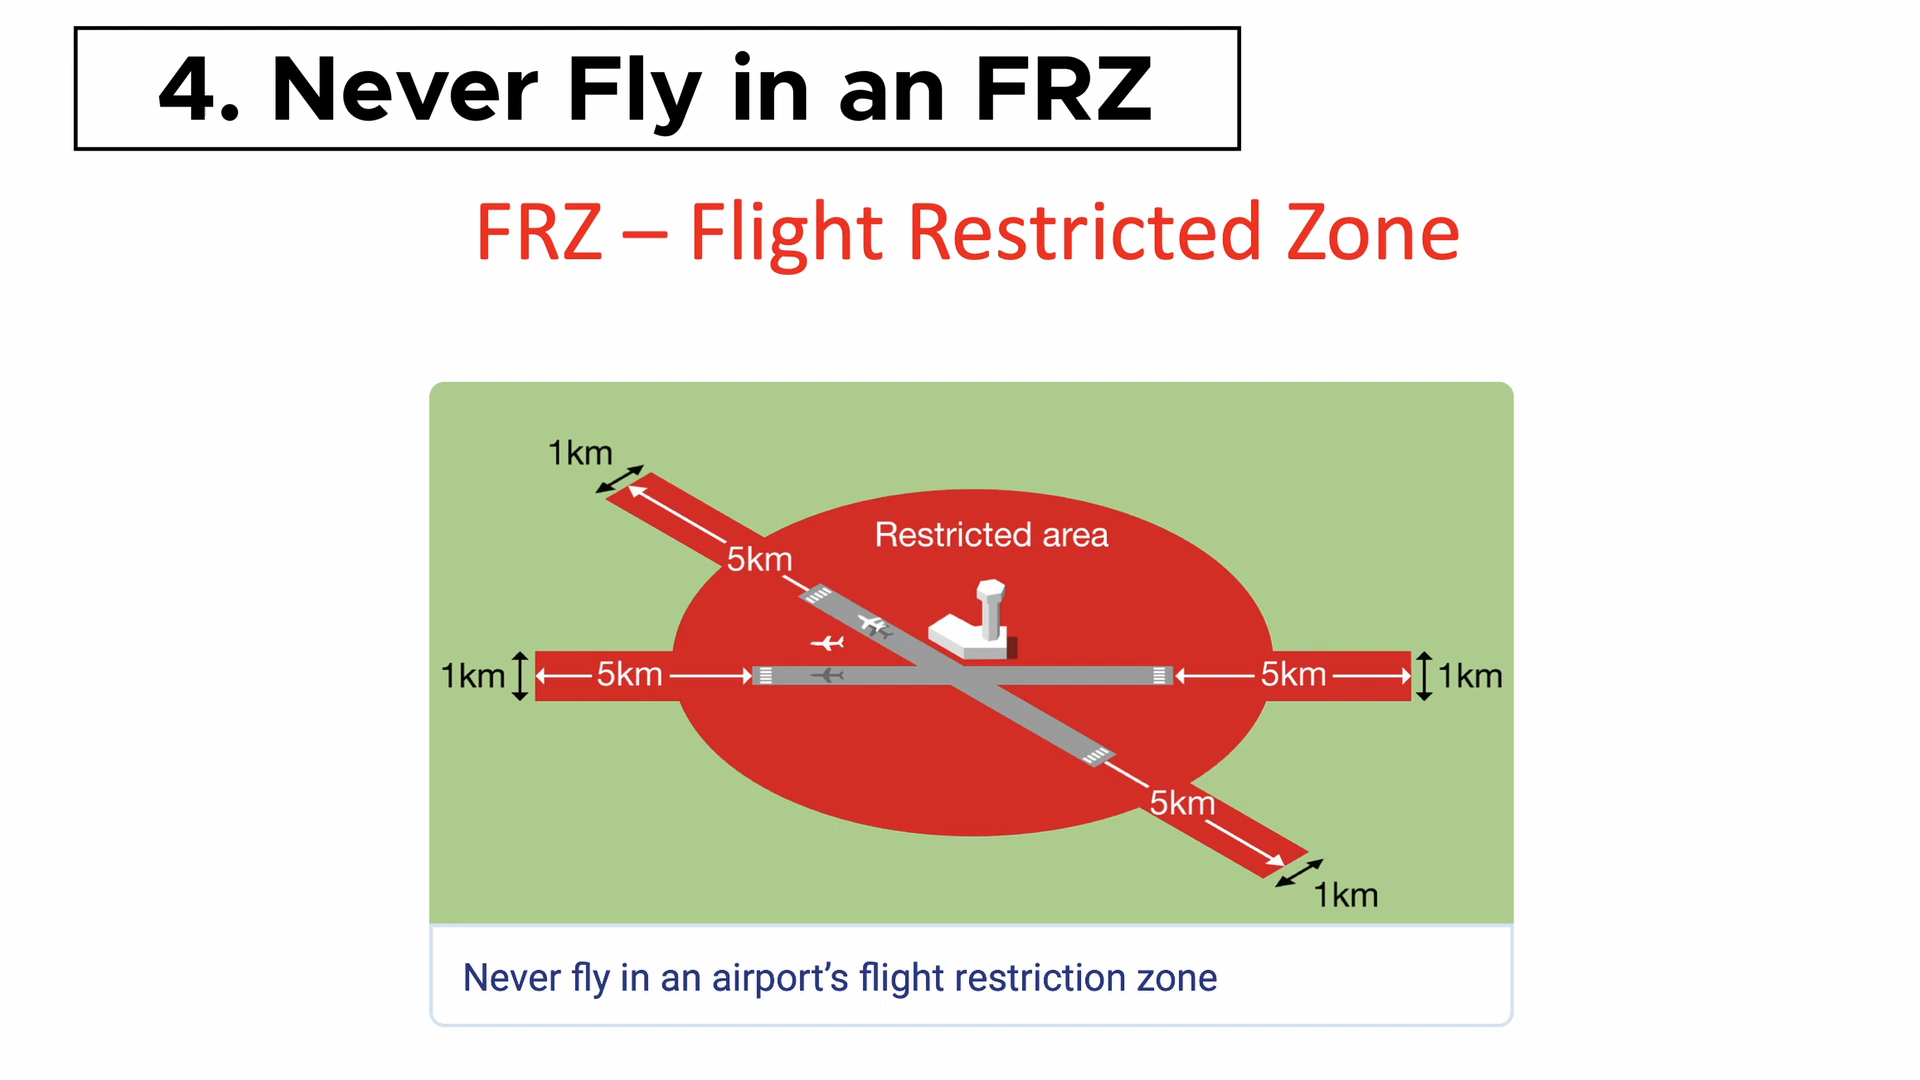 4. Never Fly in an FRZ
FRZ – Flight Restricted Zone
1km
Restricted area
5km
1km
5km
5km
1km
5km
1km
Never fly in an airport’s flight restriction zone